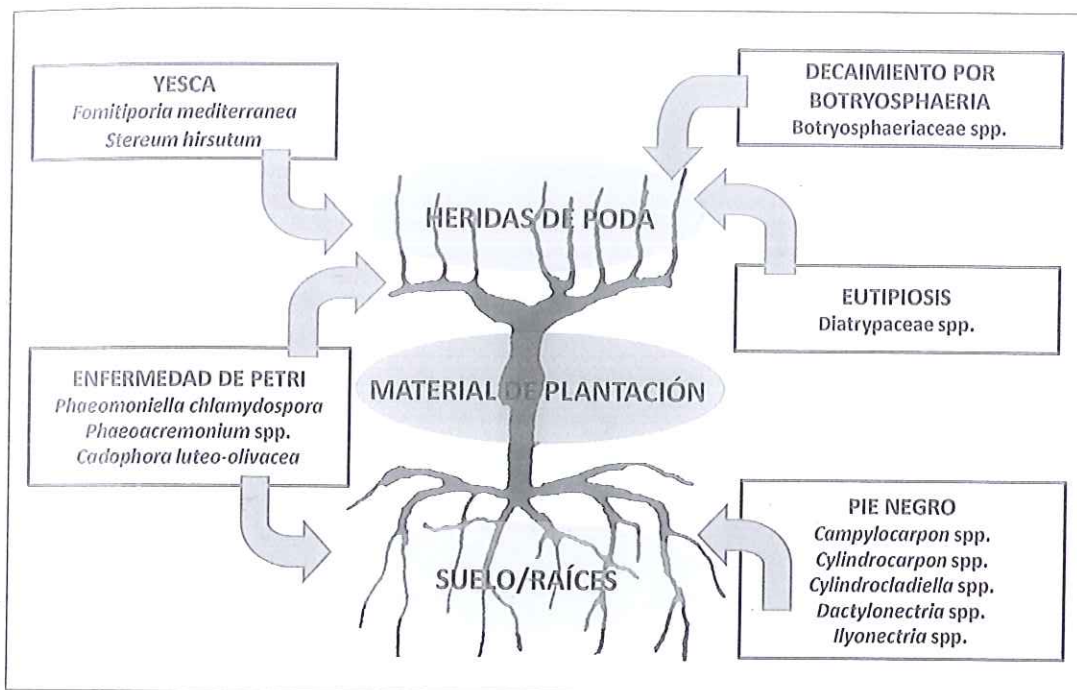 YESCA
Fomitiporia mediterranea
Stereum hirsutum
DECAIMIENTO POR
BOTRYOSPHAERIA
Botryosphaeriaceae spp.
HERIDAS DE PODA
EUTIPIOSIS
Diatrypaceae spp.
ENFERMEDAD DE PETRI
Phaeomoniella chlamydospora
Phaeoacremonium spp.
Cadophora luteo-olivacea
MATERIAL DE PLANTACIÓN
PIE NEGRO
Campylocarpon spp.
Cylindrocarpon spp.
Cylindrocladiella spp.
Dactylonectria spp.
Ilyonectria spp.
SUELO/RAÍCES